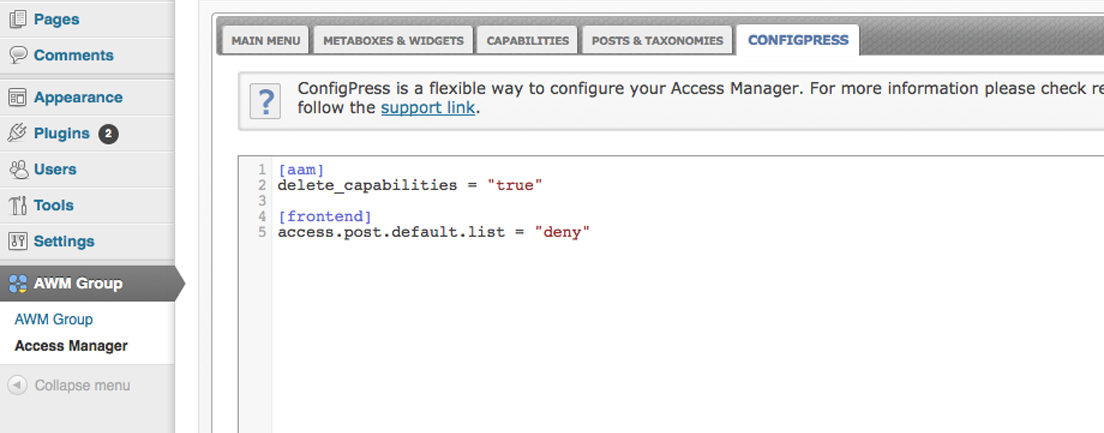 Pages
Comments
Appearance
Plugins 2
Users
Tools
Settings
AWM Group
AWM Group
Access Manager
Collapse menu
MAIN MENU METABOXES & WIDGETS CAPABILITIES POSTS & TAXONOMIES CONFIGPRESS
?
ConfigPress is a flexible way to configure your Access Manager. For more information please check re
follow the support link.
1 [aam]
2 delete_capabilities = "true"
3
4 [frontend]
5 access.post.default.list = "deny"